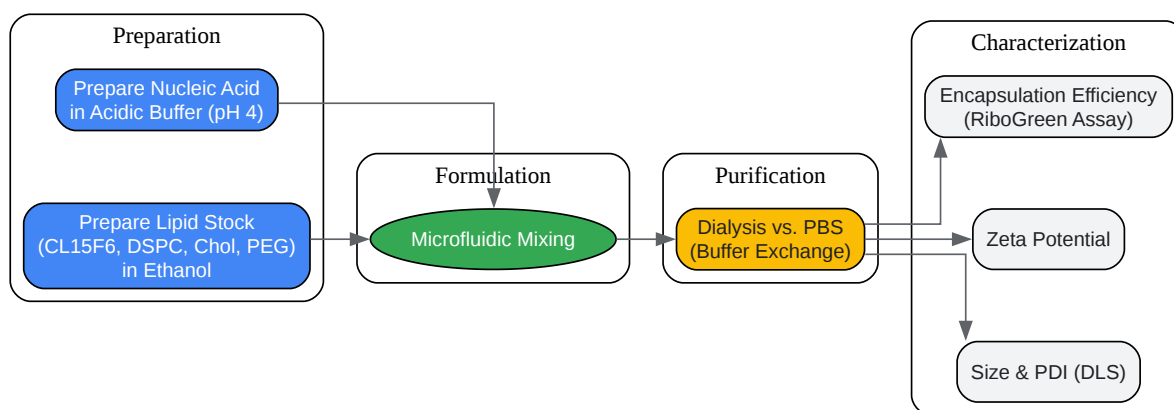 Preparation
Prepare Nucleic Acid
in Acidic Buffer (pH 4)
Prepare Lipid Stock
(CL15F6, DSPC, Chol, PEG)
in Ethanol
Formulation
Microfluidic Mixing
Purification
Dialysis vs. PBS
(Buffer Exchange)
Characterization
Encapsulation Efficiency
(RiboGreen Assay)
Zeta Potential
Size & PDI (DLS)